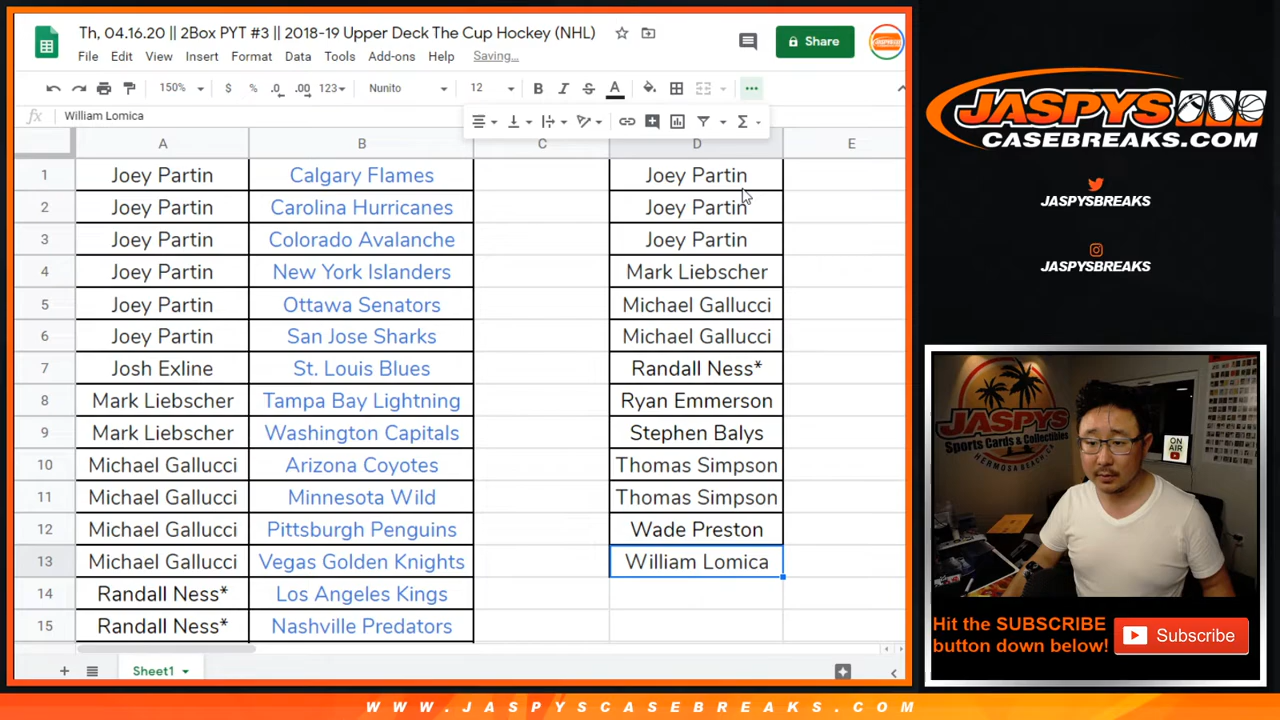 Th, 04.16.20 || 2Box PYT #3 || 2018-19 Upper Deck The Cup Hockey (NHL)
File Edit View Insert Format Data Tools Add-ons Help Saving...
Share
150% $ % .0 .00 123 Nunito 12 B I S A
fx William Lomica
A B C D E
1 Joey Partin Calgary Flames Joey Partin
2 Joey Partin Carolina Hurricanes Joey Partin
3 Joey Partin Colorado Avalanche Joey Partin
4 Joey Partin New York Islanders Mark Liebscher
5 Joey Partin Ottawa Senators Michael Gallucci
6 Joey Partin San Jose Sharks Michael Gallucci
7 Josh Exline St. Louis Blues Randall Ness*
8 Mark Liebscher Tampa Bay Lightning Ryan Emmerson
9 Mark Liebscher Washington Capitals Stephen Balys
10 Michael Gallucci Arizona Coyotes Thomas Simpson
11 Michael Gallucci Minnesota Wild Thomas Simpson
12 Michael Gallucci Pittsburgh Penguins Wade Preston
13 Michael Gallucci Vegas Golden Knights William Lomica
14 Randall Ness* Los Angeles Kings
15 Randall Ness* Nashville Predators
Sheet1
JASPYS
CASEBREAKS.COM
JASPYSBREAKS
JASPYSBREAKS
JASPYS
Sports Cards & Collectibles
HERMOSA BEACH, CA
ON AIR
Hit the SUBSCRIBE
button down below!
Subscribe
WWW.JASPYSCASEBREAKS.COM